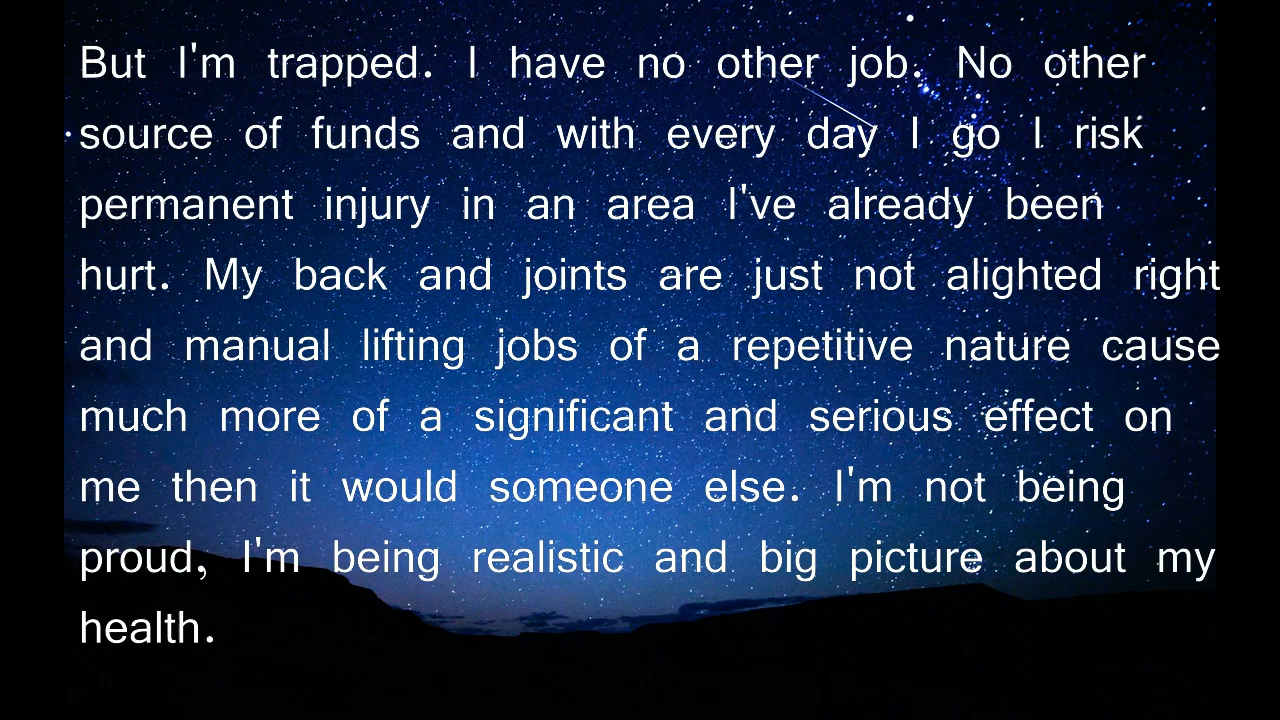 But I'm trapped. I have no other job. No other
source of funds and with every day I go I risk
permanent injury in an area I've already been
hurt. My back and joints are just not alighted right
and manual lifting jobs of a repetitive nature cause
much more of a significant and serious effect on
me then it would someone else. I'm not being
proud, I'm being realistic and big picture about my
health.